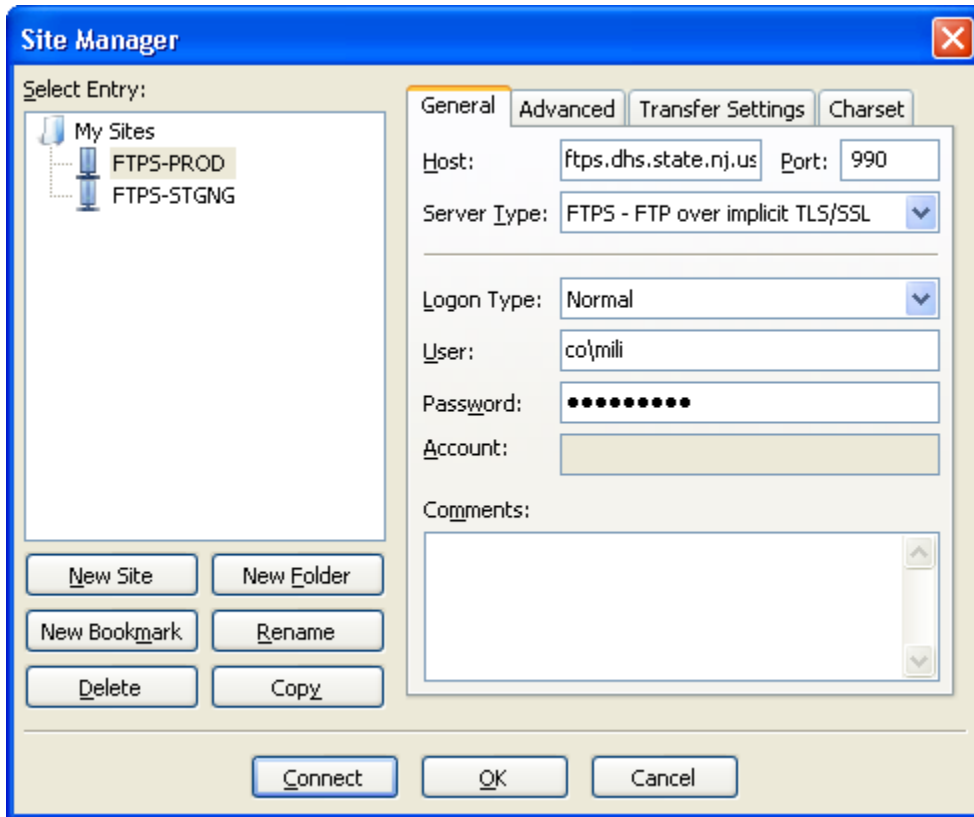 Site Manager
Select Entry:
My Sites
FTPS-PROD
FTPS-STGNG
New Site New Folder
New Bookmark Rename
Delete Copy
General Advanced Transfer Settings Charset
Host: ftps.dhs.state.nj.us Port: 990
Server Type: FTPS - FTP over implicit TLS/SSL
Logon Type: Normal
User: co\mili
Password: ●●●●●●●●●
Account:
Comments:
Connect OK Cancel